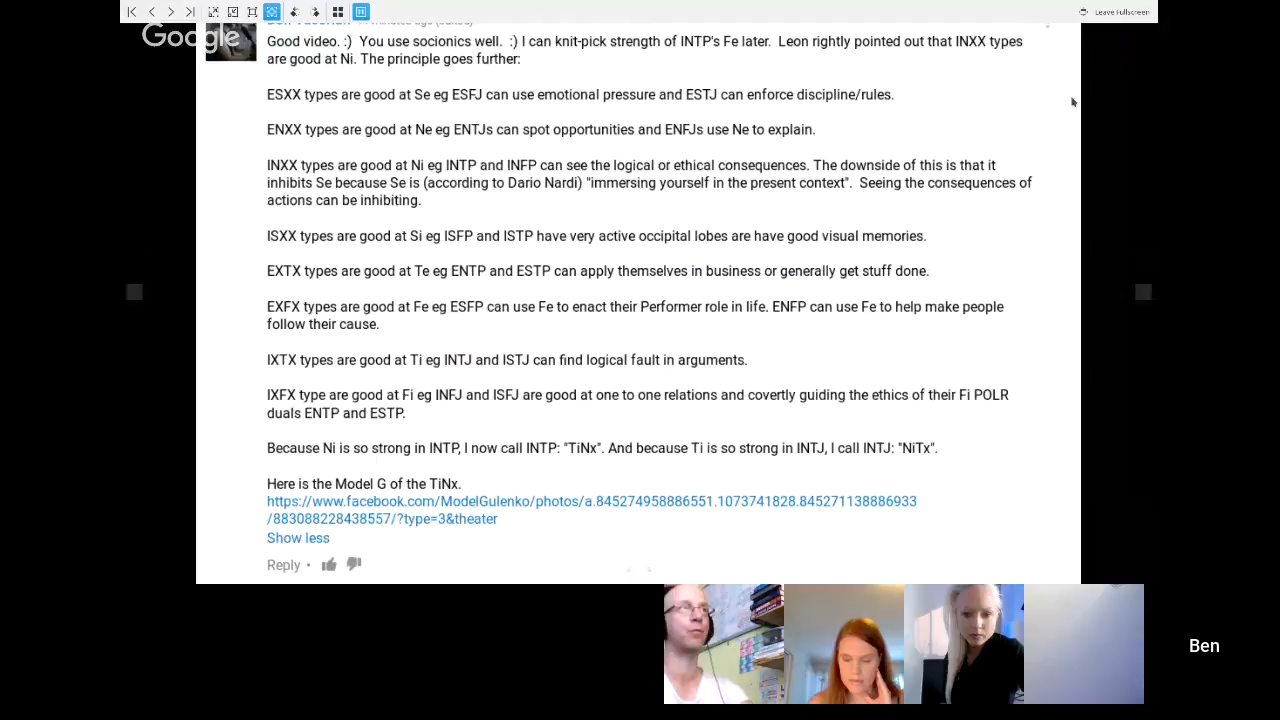 Leave Fullscreen
Google
Good video. :)  You use socionics well.  :) I can knit-pick strength of INTP's Fe later.  Leon rightly pointed out that INXX types
are good at Ni. The principle goes further:
ESXX types are good at Se eg ESFJ can use emotional pressure and ESTJ can enforce discipline/rules.
ENXX types are good at Ne eg ENTJs can spot opportunities and ENFJs use Ne to explain.
INXX types are good at Ni eg INTP and INFP can see the logical or ethical consequences. The downside of this is that it
inhibits Se because Se is (according to Dario Nardi) "immersing yourself in the present context".  Seeing the consequences of
actions can be inhibiting.
ISXX types are good at Si eg ISFP and ISTP have very active occipital lobes are have good visual memories.
EXTX types are good at Te eg ENTP and ESTP can apply themselves in business or generally get stuff done.
EXFX types are good at Fe eg ESFP can use Fe to enact their Performer role in life. ENFP can use Fe to help make people
follow their cause.
IXTX types are good at Ti eg INTJ and ISTJ can find logical fault in arguments.
IXFX type are good at Fi eg INFJ and ISFJ are good at one to one relations and covertly guiding the ethics of their Fi POLR
duals ENTP and ESTP.
Because Ni is so strong in INTP, I now call INTP: "TiNx". And because Ti is so strong in INTJ, I call INTJ: "NiTx".
Here is the Model G of the TiNx.
https://www.facebook.com/ModelGulenko/photos/a.845274958886551.1073741828.845271138886933
/883088228438557/?type=3&theater
Show less
Reply •
Ben